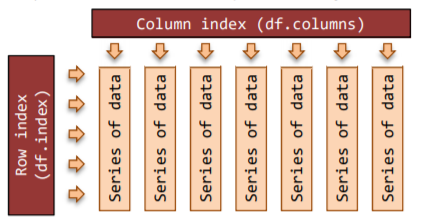 Column index (df.columns)
Row index
(df.index)
Series of data
Series of data
Series of data
Series of data
Series of data
Series of data
Series of data